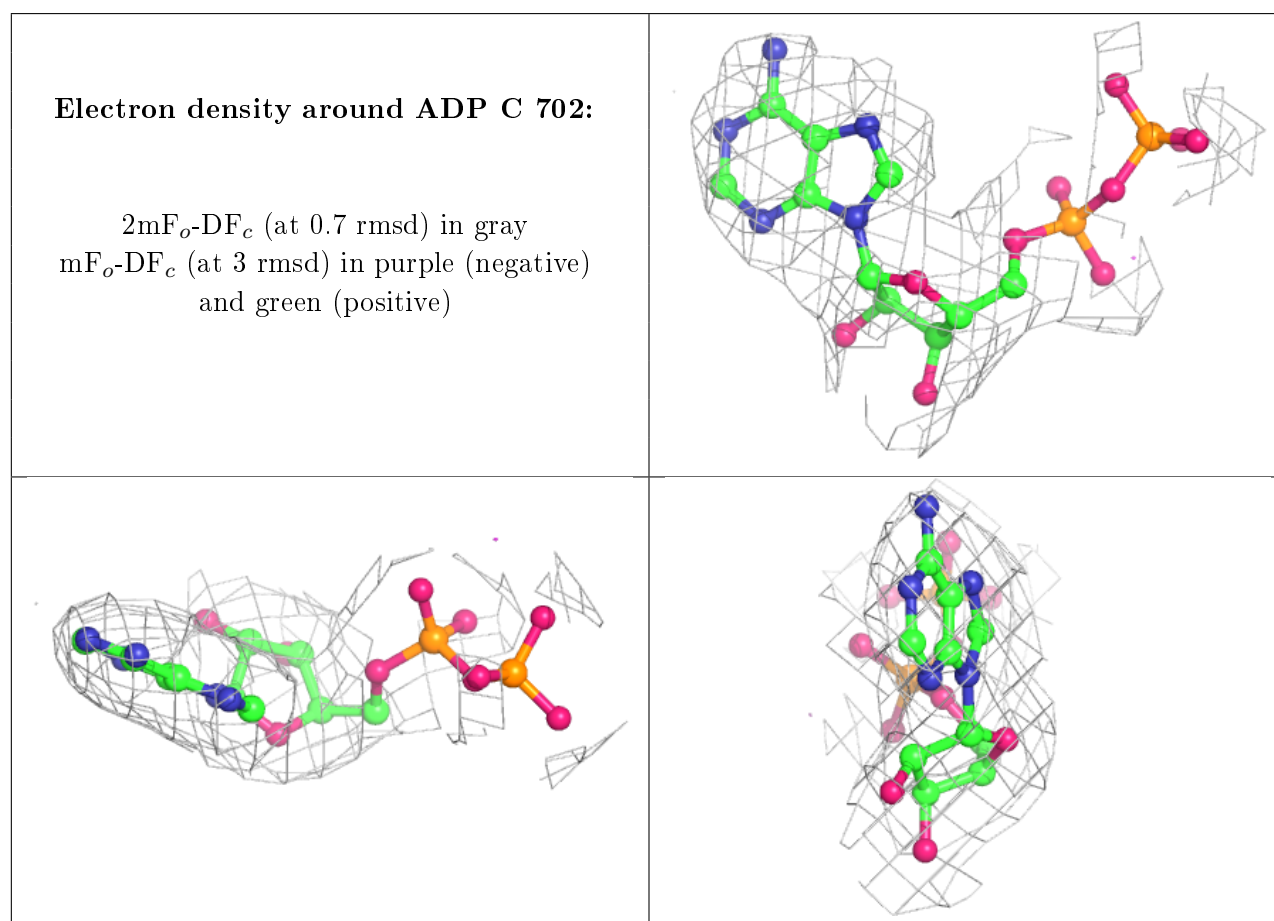 Electron density around ADP C 702:
2mFo-DFc (at 0.7 rmsd) in gray
mFo-DFc (at 3 rmsd) in purple (negative)
and green (positive)